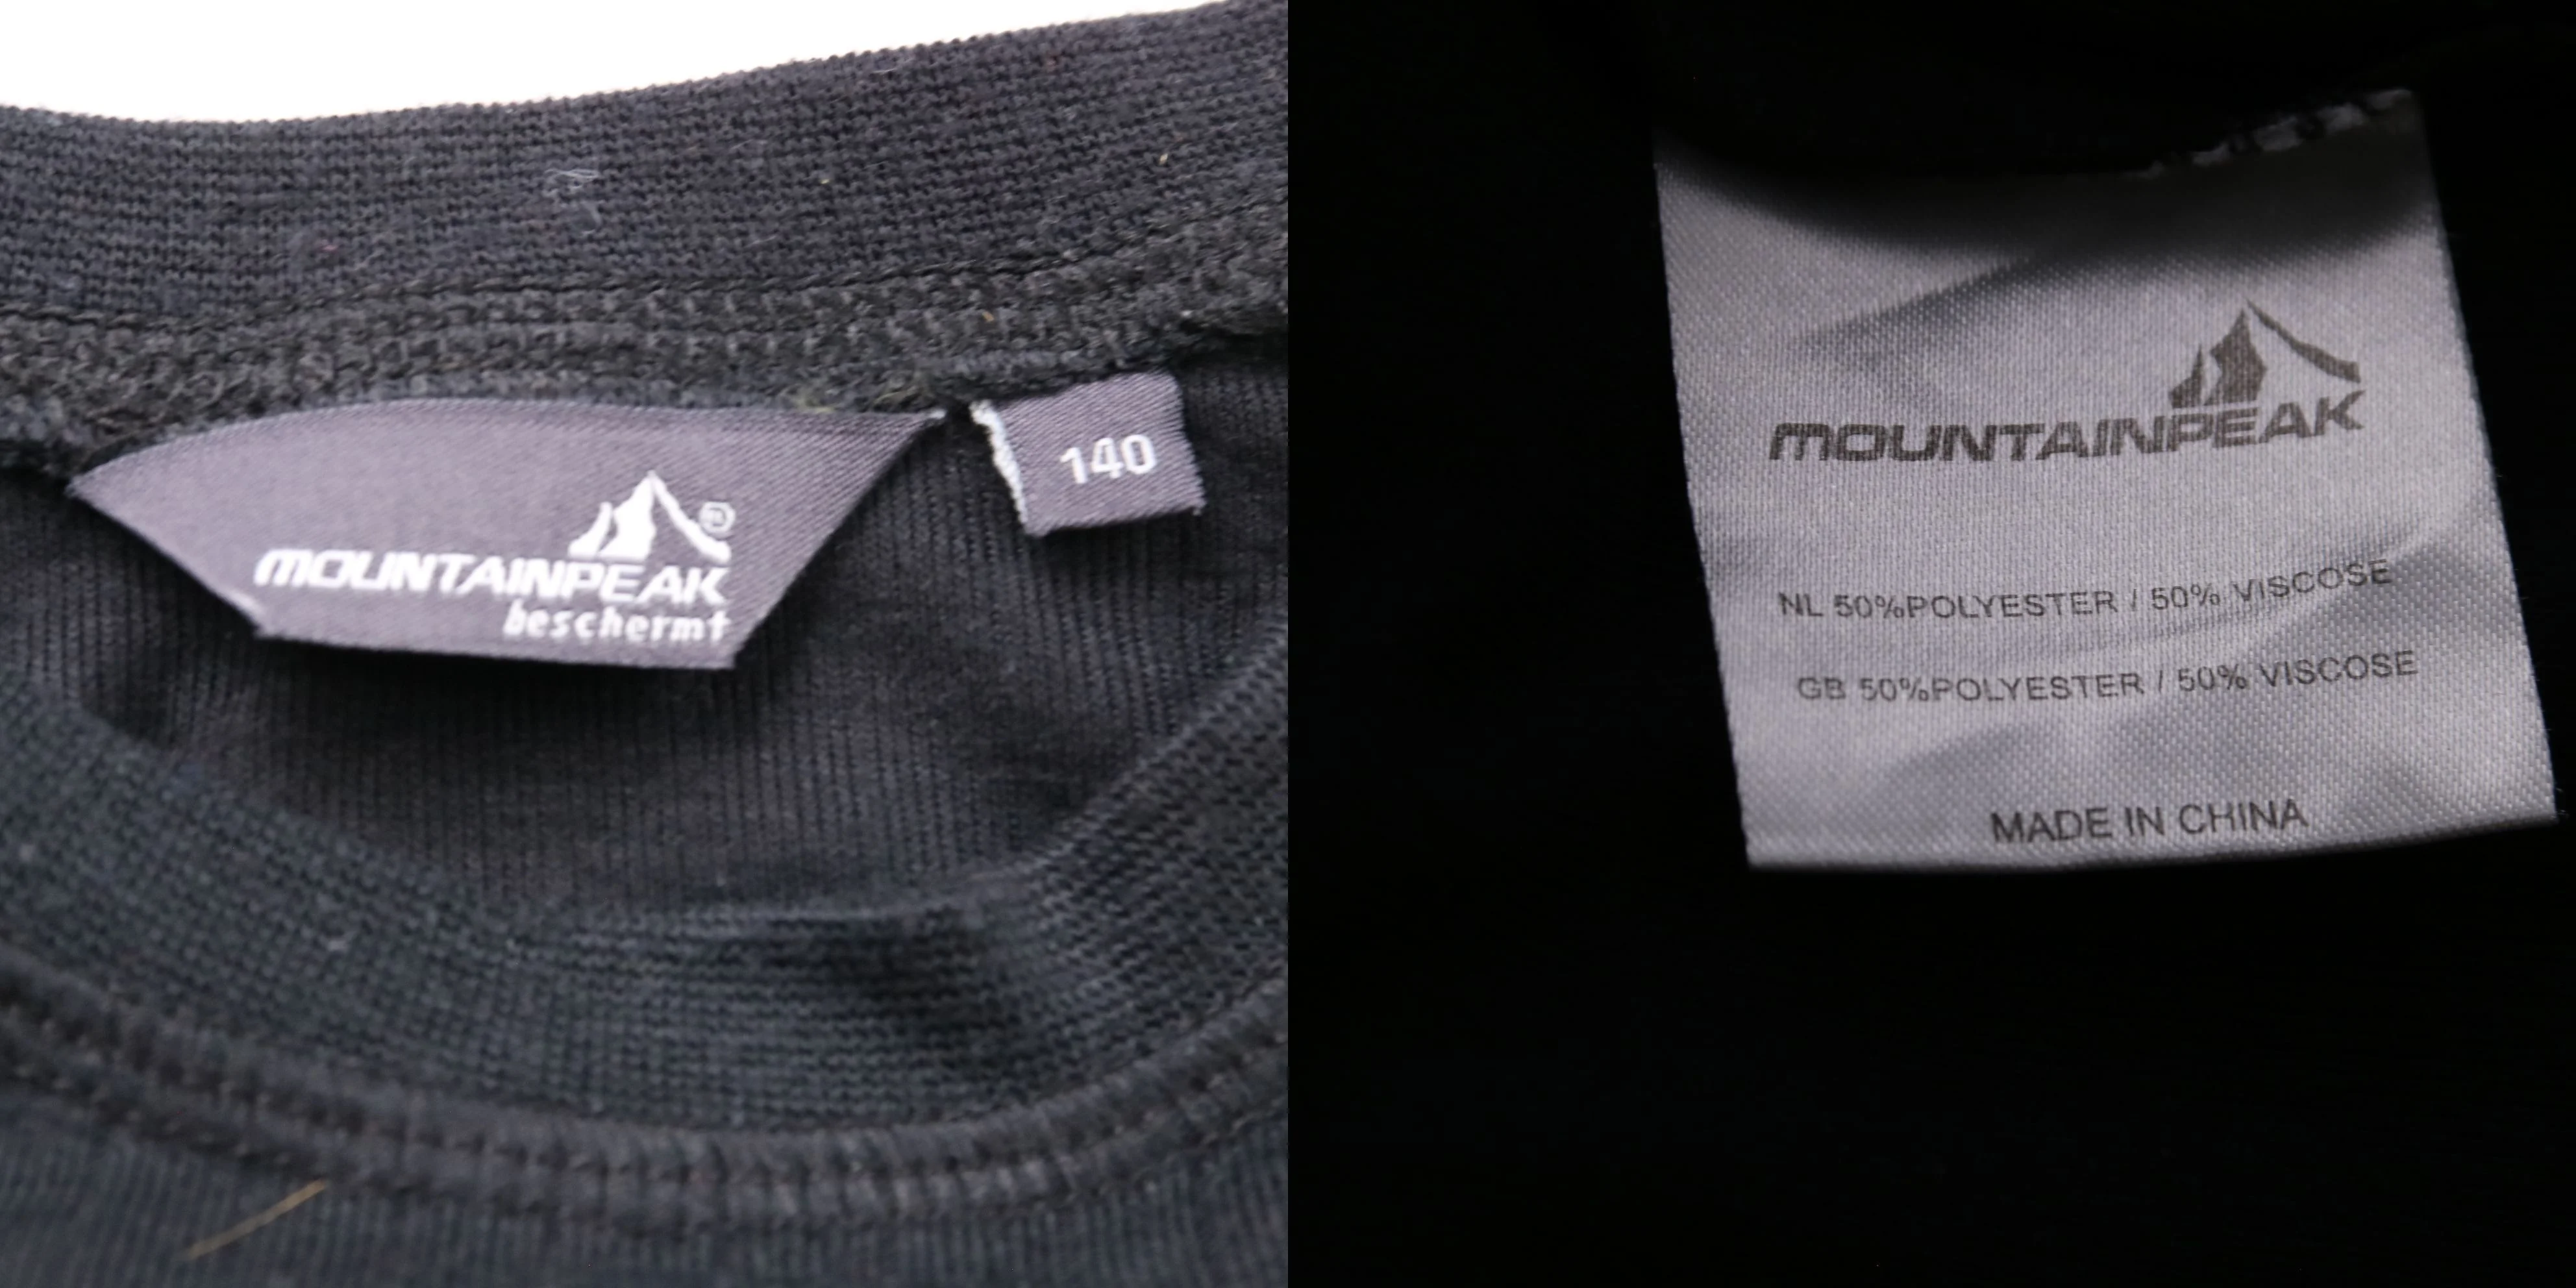 MOUNTAINPEAK®
beschermt
140
MOUNTAINPEAK
NL 50%POLYESTER / 50% VISCOSE
GB 50%POLYESTER / 50% VISCOSE
MADE IN CHINA